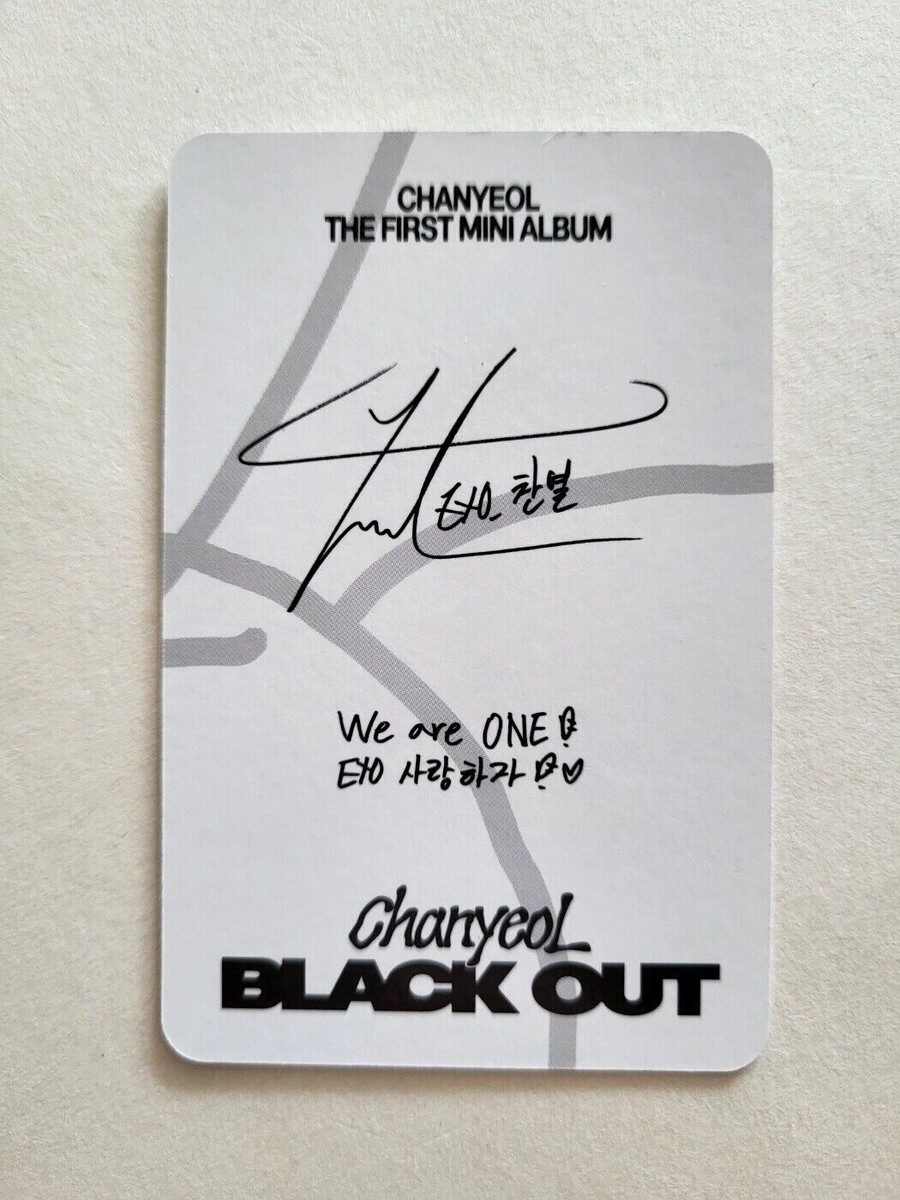 CHANYEOL
THE FIRST MINI ALBUM
EXO 찬열
We are ONE!
EXO 사랑하자!♡
Chanyeol
BLACK OUT